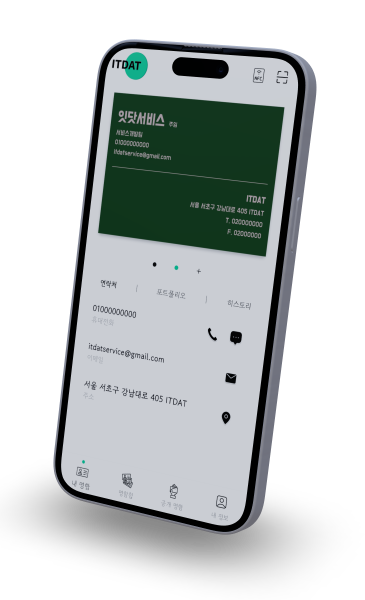 ITDAT
NFC
잇닷서비스 주임
서비스개발팀
01000000000
itdatservice@gmail.com
ITDAT
서울 서초구 강남대로 405 ITDAT
T. 020000000
F. 02000000
연락처 | 포트폴리오 | 히스토리
01000000000
휴대전화
itdatservice@gmail.com
이메일
서울 서초구 강남대로 405 ITDAT
주소
내 명함
명함첩
내 정보